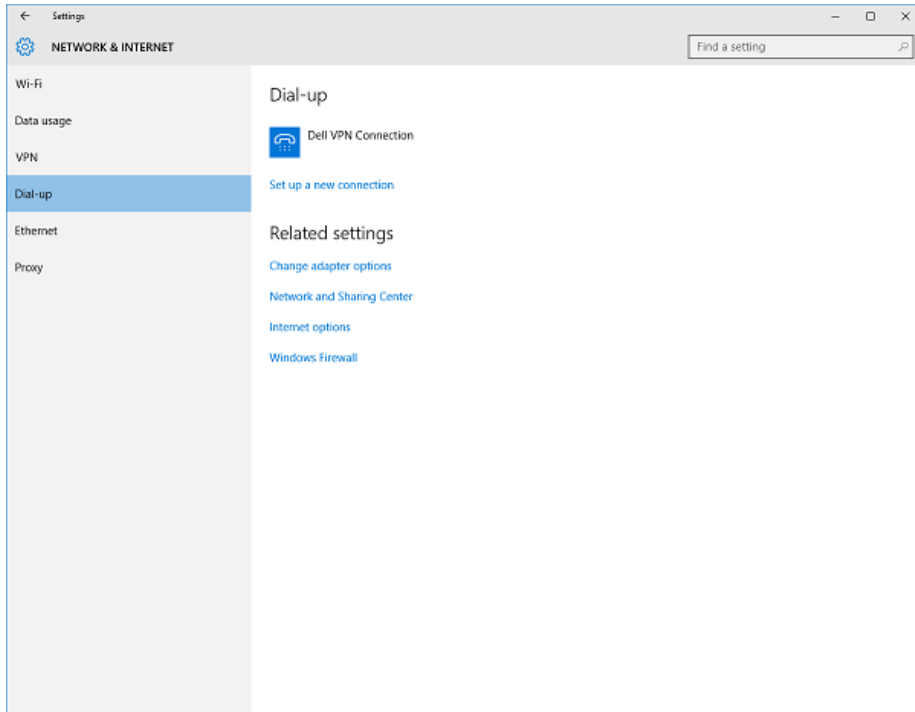 Settings
NETWORK & INTERNET
Find a setting
Wi-Fi
Data usage
VPN
Dial-up
Ethernet
Proxy
Dial-up
Dell VPN Connection
Set up a new connection
Related settings
Change adapter options
Network and Sharing Center
Internet options
Windows Firewall